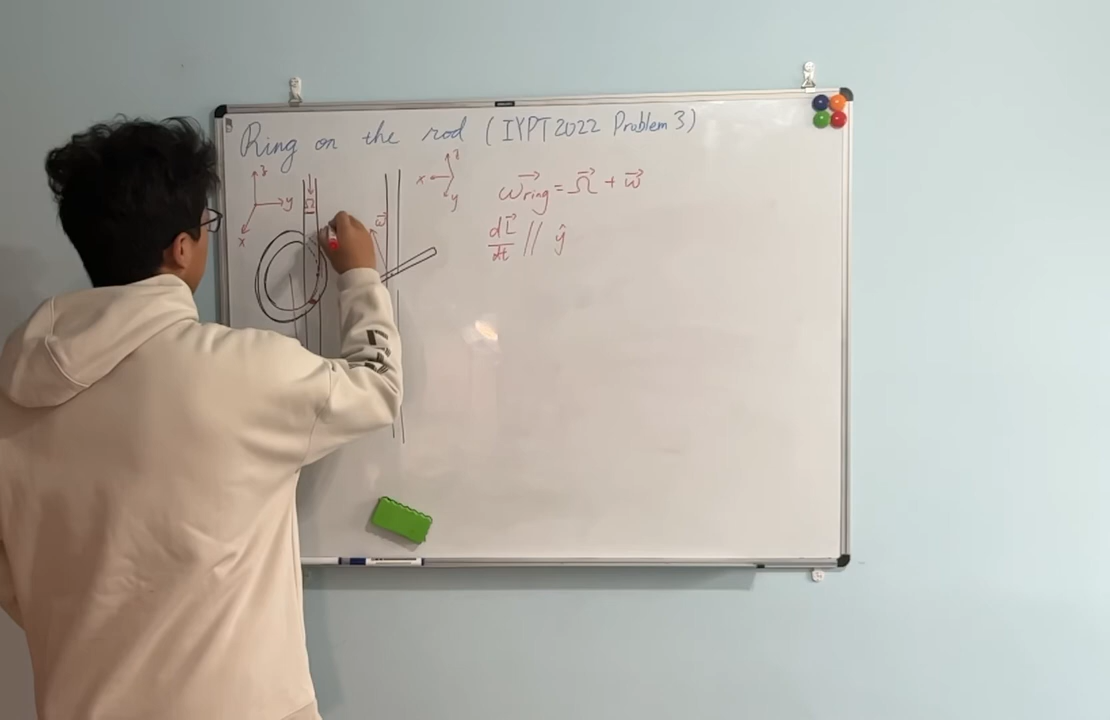 Ring on the rod (IYPT 2022 Problem 3)
z
y
x
Ω
z
x
y
ω⃗
ω⃗ring = Ω⃗ + ω⃗
dL⃗/dt // ŷ